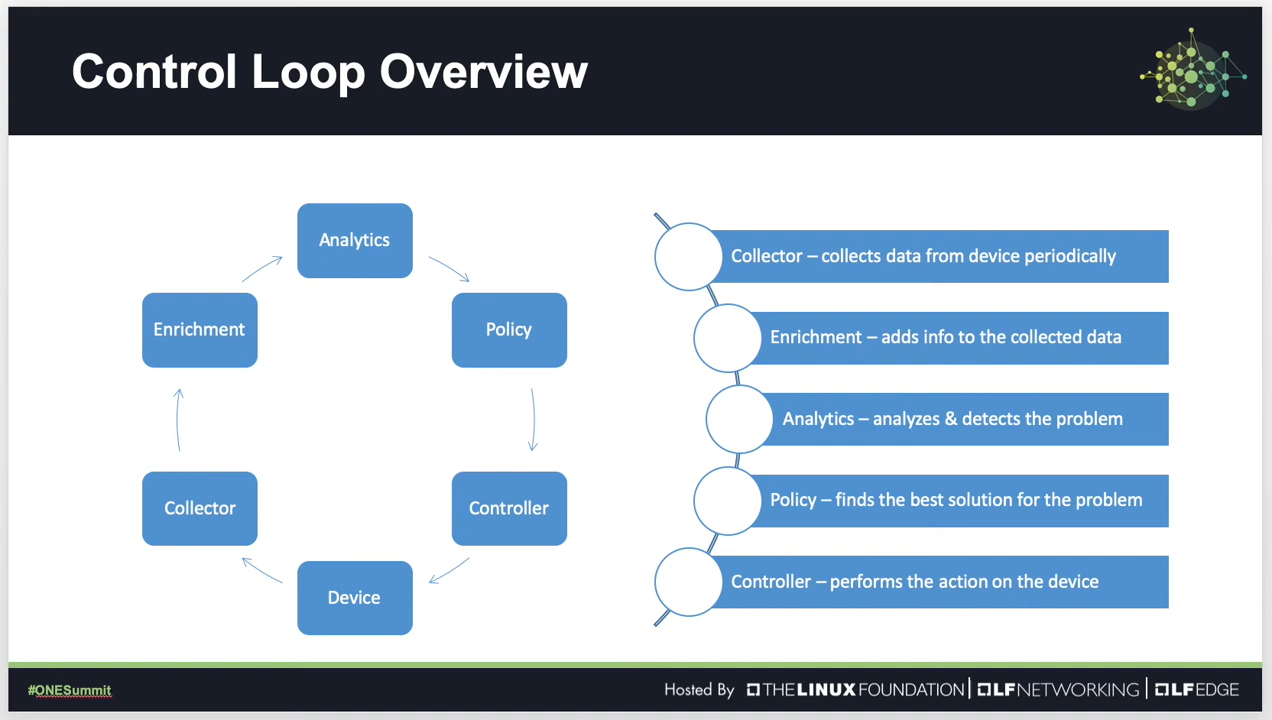 Control Loop Overview
Analytics
Enrichment
Policy
Collector
Controller
Device
Collector – collects data from device periodically
Enrichment – adds info to the collected data
Analytics – analyzes & detects the problem
Policy – finds the best solution for the problem
Controller – performs the action on the device
#ONESummit
Hosted By THE LINUX FOUNDATION | LF NETWORKING | LF EDGE